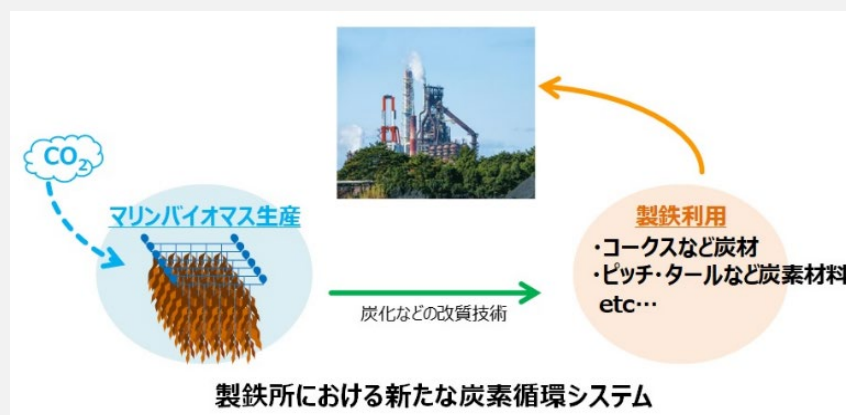 CO₂
マリンバイオマス生産
炭化などの改質技術
製鉄利用
・コークスなど炭材
・ピッチ・タールなど炭素材料
etc…
製鉄所における新たな炭素循環システム